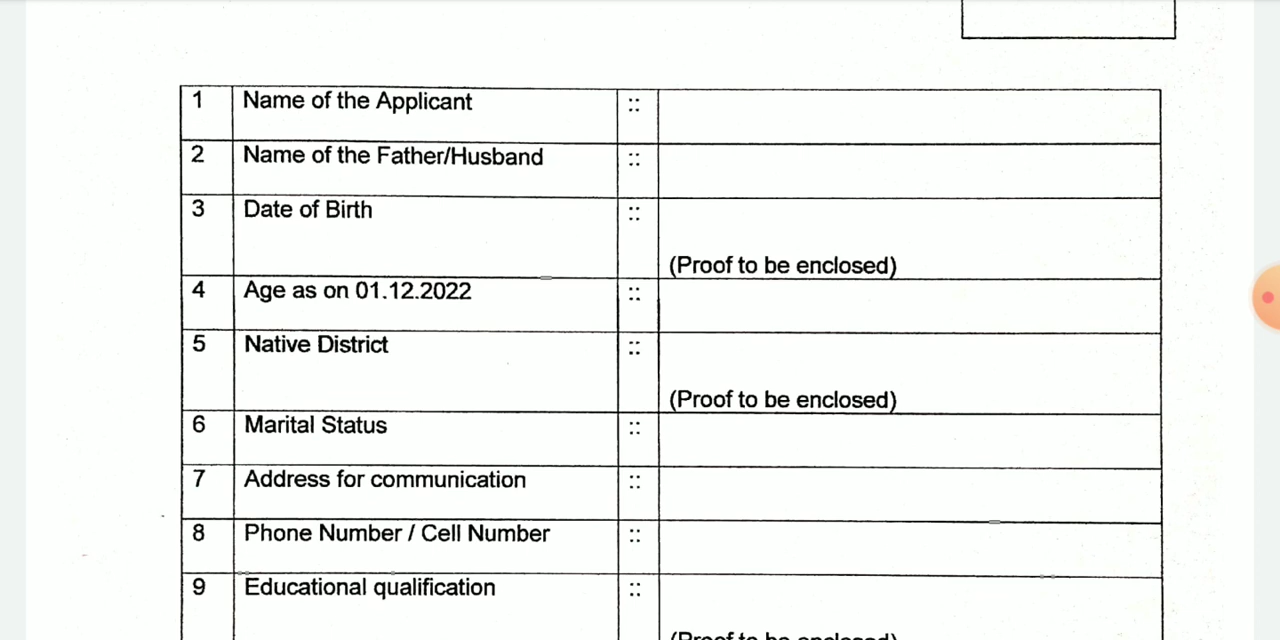 1 Name of the Applicant ::
2 Name of the Father/Husband ::
3 Date of Birth ::
(Proof to be enclosed)
4 Age as on 01.12.2022 ::
5 Native District ::
(Proof to be enclosed)
6 Marital Status ::
7 Address for communication ::
8 Phone Number / Cell Number ::
9 Educational qualification ::
(Proof to be enclosed)